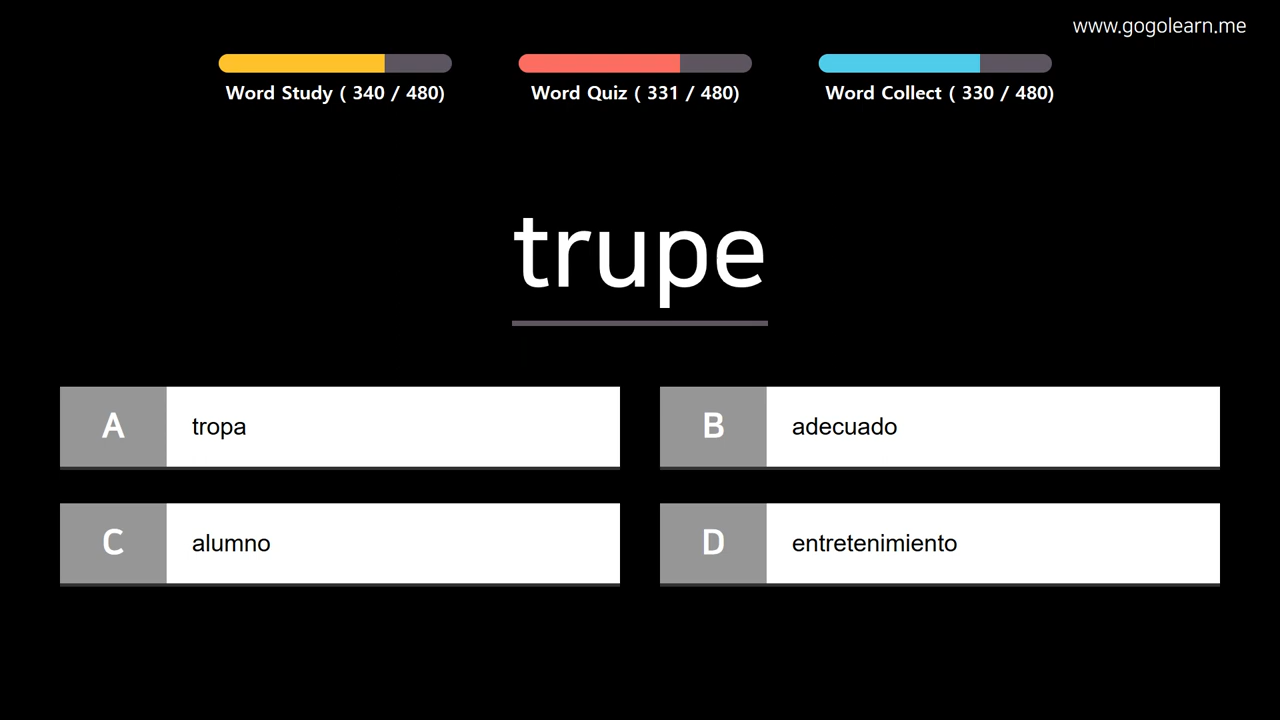 www.gogolearn.me
Word Study ( 340 / 480)
Word Quiz ( 331 / 480)
Word Collect ( 330 / 480)
trupe
A tropa
B adecuado
C alumno
D entretenimiento